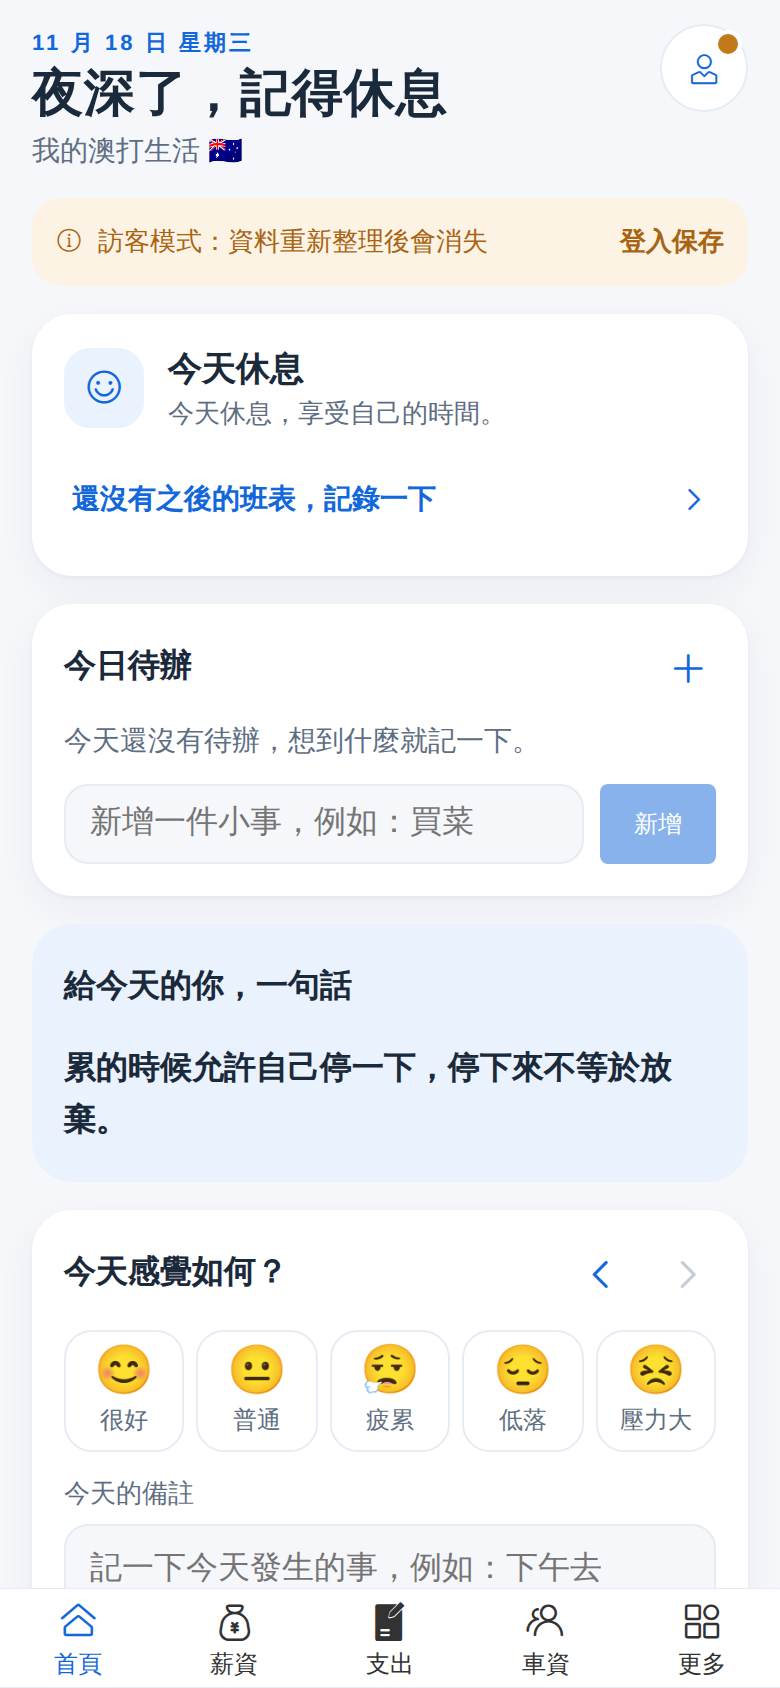 11 月 18 日 星期三
夜深了，記得休息
我的澳打生活 🇦🇺
訪客模式：資料重新整理後會消失
登入保存
今天休息
今天休息，享受自己的時間。
還沒有之後的班表，記錄一下
今日待辦
今天還沒有待辦，想到什麼就記一下。
新增一件小事，例如：買菜
新增
給今天的你，一句話
累的時候允許自己停一下，停下來不等於放
棄。
今天感覺如何？
很好
普通
疲累
低落
壓力大
今天的備註
記一下今天發生的事，例如：下午去
首頁
薪資
支出
車資
更多